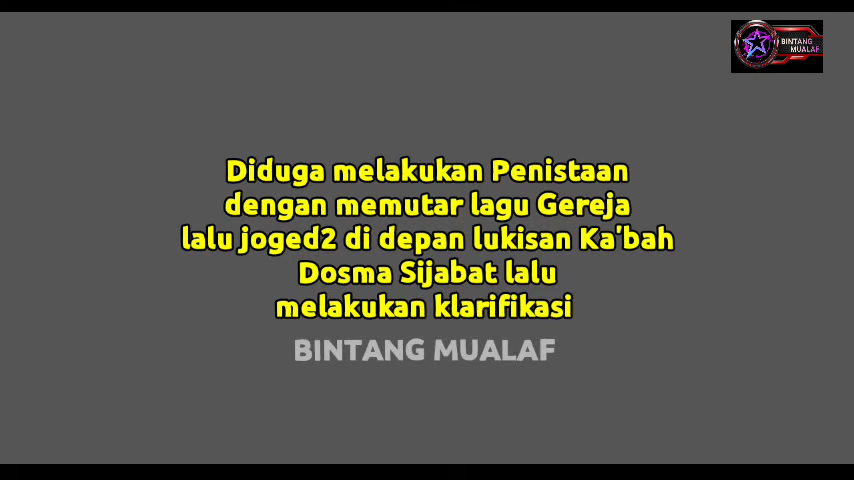 BINTANG
MUALAF
Diduga melakukan Penistaan
dengan memutar lagu Gereja
lalu joged2 di depan lukisan Ka'bah
Dosma Sijabat lalu
melakukan klarifikasi
BINTANG MUALAF